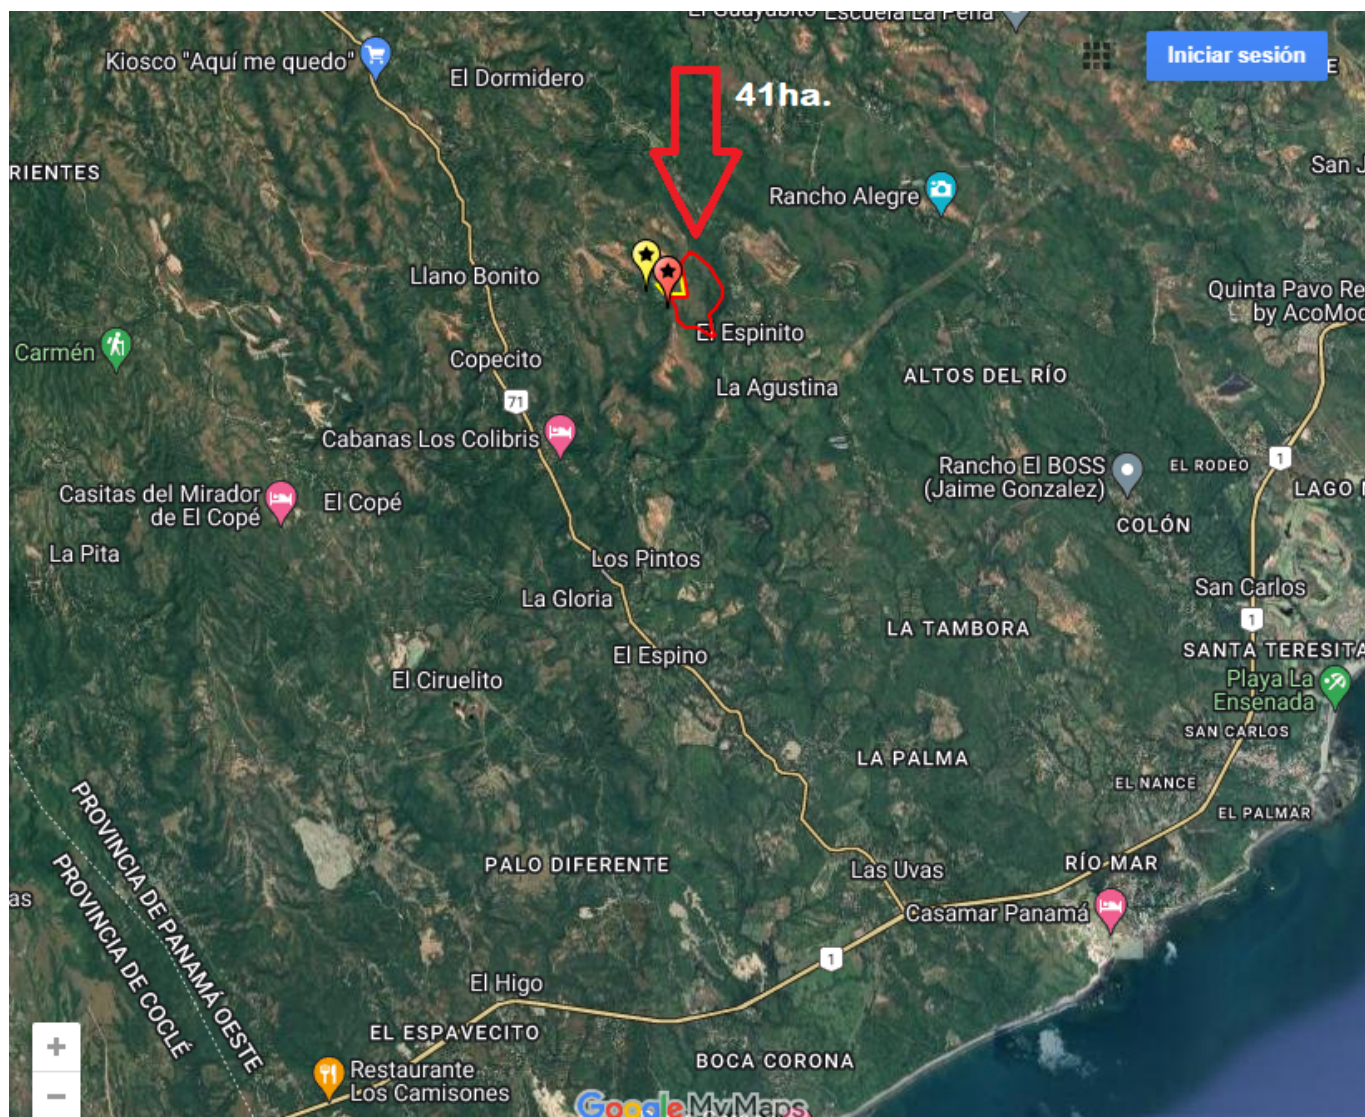 Escuela La Peña
Kiosco "Aquí me quedo"
El Dormidero
Iniciar sesión
E
41ha.
RIENTES
San J
Rancho Alegre
Llano Bonito
Quinta Pavo Re
by AcoMod
El Espinito
Carmén
Copecito
ALTOS DEL RÍO
La Agustina
71
Cabanas Los Colibris
1
Rancho El BOSS
(Jaime Gonzalez)
EL RODEO
LAGO
Casitas del Mirador
de El Copé
El Copé
COLÓN
La Pita
Los Pintos
La Gloria
San Carlos
1
LA TAMBORA
El Espino
SANTA TERESITA
El Ciruelito
Playa La
Ensenada
SAN CARLOS
LA PALMA
EL NANCE
EL PALMAR
PROVINCIA DE PANAMÁ OESTE
PROVINCIA DE COCLÉ
PALO DIFERENTE
Las Uvas
RÍO MAR
as
Casamar Panamá
1
El Higo
EL ESPAVECITO
BOCA CORONA
+
−
Restaurante
Los Camisones
Google My Maps